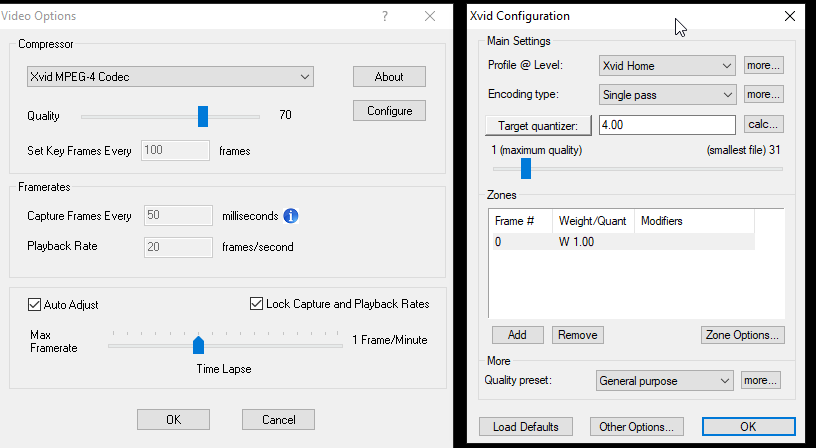 Video Options
?
Compressor
Xvid MPEG-4 Codec
About
Quality
70
Configure
Set Key Frames Every
100
frames
Framerates
Capture Frames Every
50
milliseconds
i
Playback Rate
20
frames/second
Auto Adjust
Lock Capture and Playback Rates
Max
Framerate
1 Frame/Minute
Time Lapse
OK
Cancel
Xvid Configuration
Main Settings
Profile @ Level:
Xvid Home
more...
Encoding type:
Single pass
more...
Target quantizer:
4.00
calc...
1 (maximum quality)
(smallest file) 31
Zones
Frame # Weight/Quant Modifiers
0 W 1.00
Add
Remove
Zone Options...
More
Quality preset:
General purpose
more...
Load Defaults
Other Options...
OK